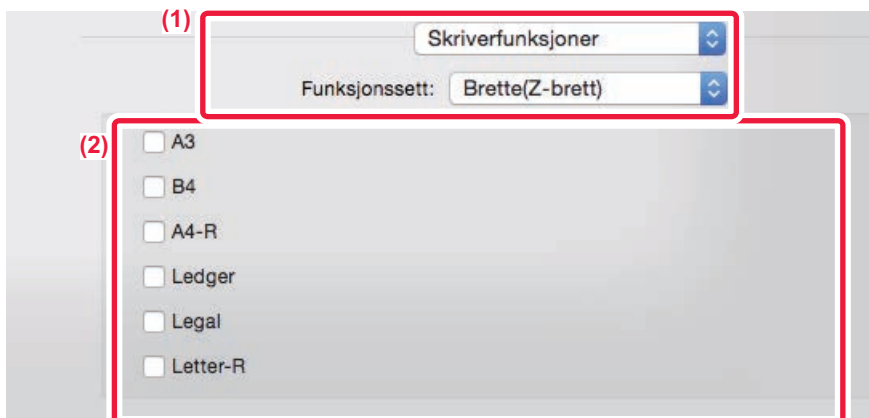 (1)
Skriverfunksjoner
Funksjonssett: Brette(Z-brett)
(2)
A3
B4
A4-R
Ledger
Legal
Letter-R